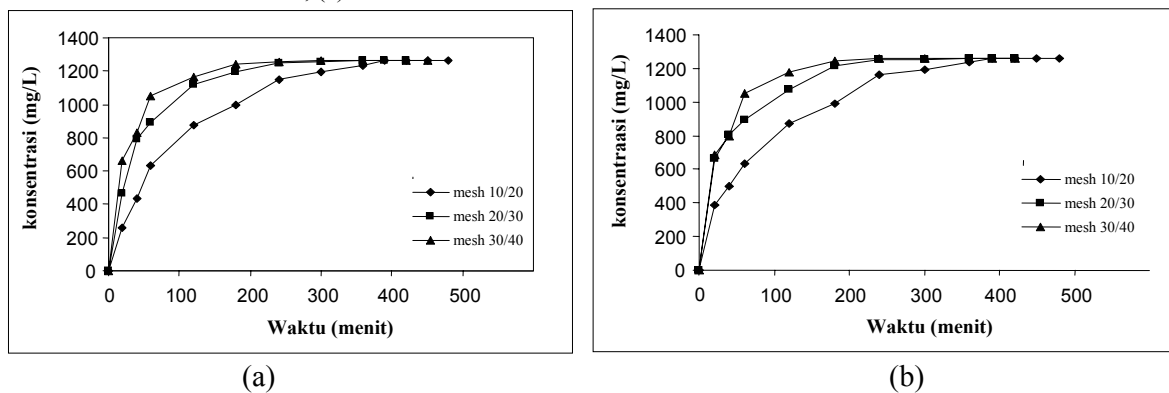 1400
1200
1000
800
600
400
200
0
konsentrasi (mg/L)
0 100 200 300 400 500
Waktu (menit)
mesh 10/20
mesh 20/30
mesh 30/40
(a)
1400
1200
1000
800
600
400
200
0
konsentraasi (mg/L)
0 100 200 300 400 500
Waktu (menit)
mesh 10/20
mesh 20/30
mesh 30/40
(b)